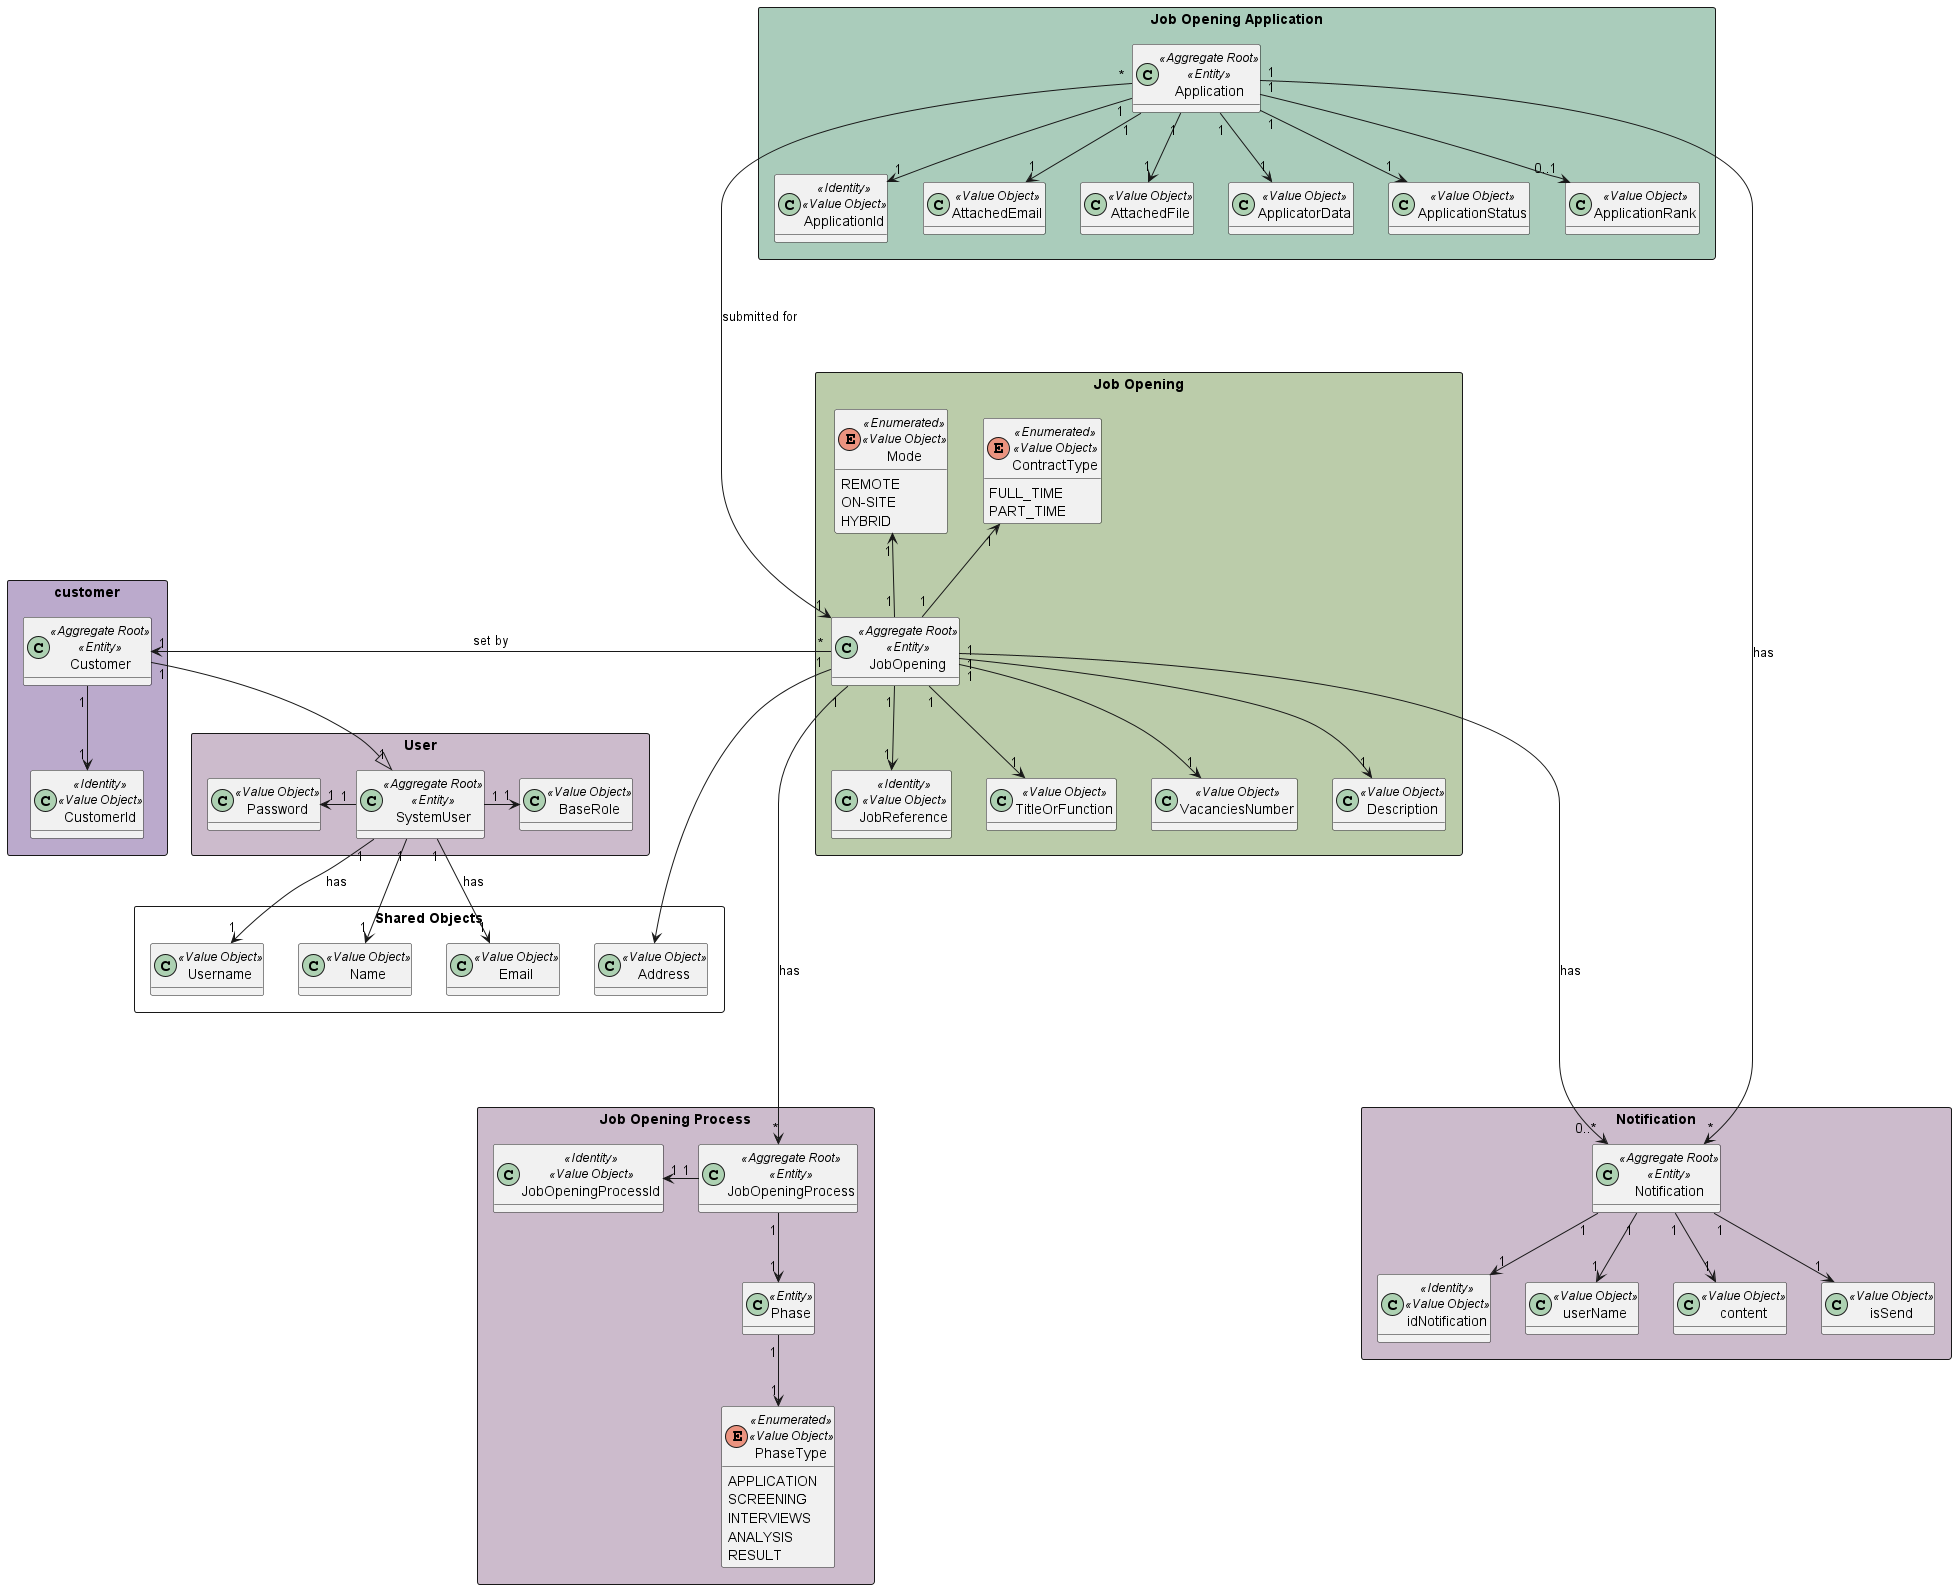 Job Opening Application
C
«Aggregate Root»
«Entity»
Application
*
1
1
1
1
1
1
1
1
1
1
1
1
1
0..1
C
«Identity»
«Value Object»
ApplicationId
C
«Value Object»
AttachedEmail
C
«Value Object»
AttachedFile
C
«Value Object»
ApplicatorData
C
«Value Object»
ApplicationStatus
C
«Value Object»
ApplicationRank
submitted for
has
Job Opening
E
«Enumerated»
«Value Object»
Mode
REMOTE
ON-SITE
HYBRID
E
«Enumerated»
«Value Object»
ContractType
FULL_TIME
PART_TIME
1
1
1
1
1
C
«Aggregate Root»
«Entity»
JobOpening
*
1
1
1
1
1
1
1
set by
1
1
1
1
C
«Identity»
«Value Object»
JobReference
C
«Value Object»
TitleOrFunction
C
«Value Object»
VacanciesNumber
C
«Value Object»
Description
customer
C
«Aggregate Root»
«Entity»
Customer
1
1
1
1
C
«Identity»
«Value Object»
CustomerId
User
1
C
«Value Object»
Password
1 1
C
«Aggregate Root»
«Entity»
SystemUser
1 1
C
«Value Object»
BaseRole
1
1
1
has
has
Shared Objects
1
1
1
C
«Value Object»
Username
C
«Value Object»
Name
C
«Value Object»
Email
C
«Value Object»
Address
has
has
Job Opening Process
*
C
«Identity»
«Value Object»
JobOpeningProcessId
1 1
C
«Aggregate Root»
«Entity»
JobOpeningProcess
1
1
C
«Entity»
Phase
1
1
E
«Enumerated»
«Value Object»
PhaseType
APPLICATION
SCREENING
INTERVIEWS
ANALYSIS
RESULT
Notification
0..*
*
C
«Aggregate Root»
«Entity»
Notification
1
1
1
1
1
1
1
1
C
«Identity»
«Value Object»
idNotification
C
«Value Object»
userName
C
«Value Object»
content
C
«Value Object»
isSend